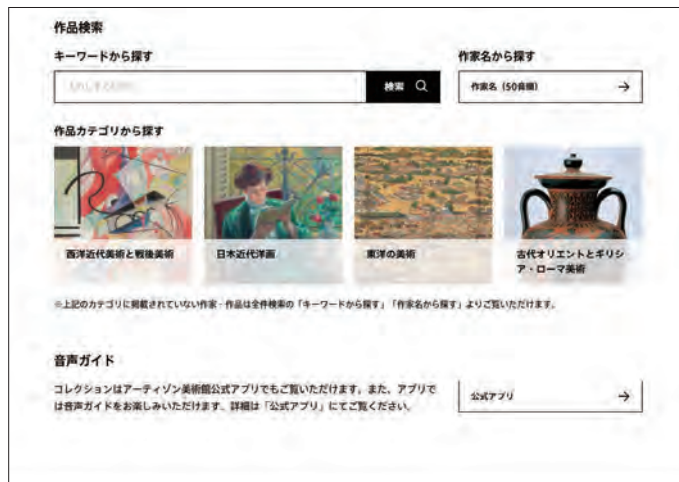 作品検索
キーワードから探す
作家名から探す
検索
作家名（50音順）
作品カテゴリから探す
西洋近代美術と戦後美術
日本近代洋画
東洋の美術
古代オリエントとギリシ
ア・ローマ美術
※上記のカテゴリに掲載されていない作家・作品は全件検索の「キーワードから探す」「作家名から探す」よりご覧いただけます。
音声ガイド
コレクションはアーティゾン美術館公式アプリでもご覧いただけます。また、アプリで
は音声ガイドをお楽しみいただけます。詳細は「公式アプリ」にてご覧ください。
公式アプリ